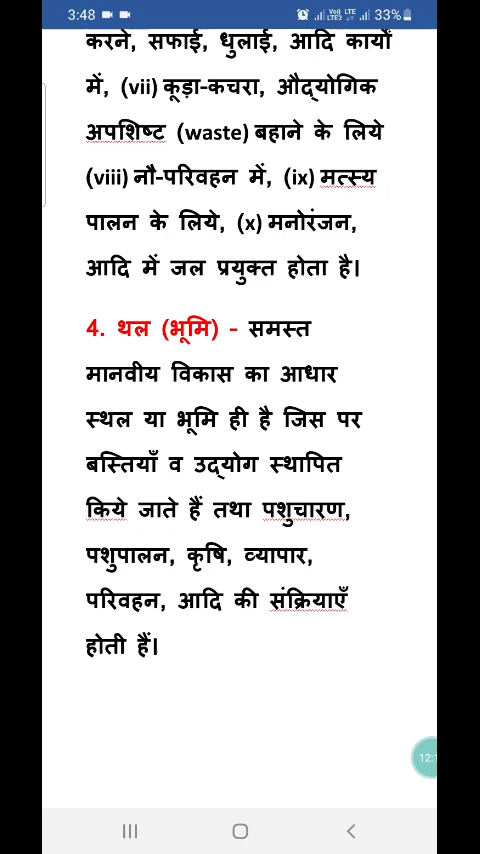 3:48 33%
करने, सफाई, धुलाई, आदि कार्यों
में, (vii) कूड़ा-कचरा, औद्योगिक
अपशिष्ट (waste) बहाने के लिये
(viii) नौ-परिवहन में, (ix) मत्स्य
पालन के लिये, (x) मनोरंजन,
आदि में जल प्रयुक्त होता है।
4. थल (भूमि) - समस्त
मानवीय विकास का आधार
स्थल या भूमि ही है जिस पर
बस्तियाँ व उद्योग स्थापित
किये जाते हैं तथा पशुचारण,
पशुपालन, कृषि, व्यापार,
परिवहन, आदि की संक्रियाएँ
होती हैं।